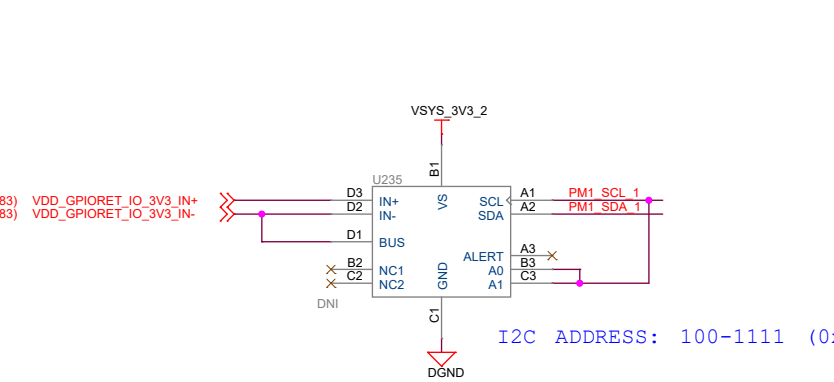 VSYS_3V3_2
B1
U235
83) VDD_GPIORET_IO_3V3_IN+
D3
IN+
VS
SCL
A1
PM1_SCL_1
83) VDD_GPIORET_IO_3V3_IN-
D2
IN-
SDA
A2
PM1_SDA_1
D1
BUS
ALERT
A3
B2
NC1
GND
A0
B3
C2
NC2
A1
C3
DNI
C1
I2C ADDRESS: 100-1111 (0
DGND